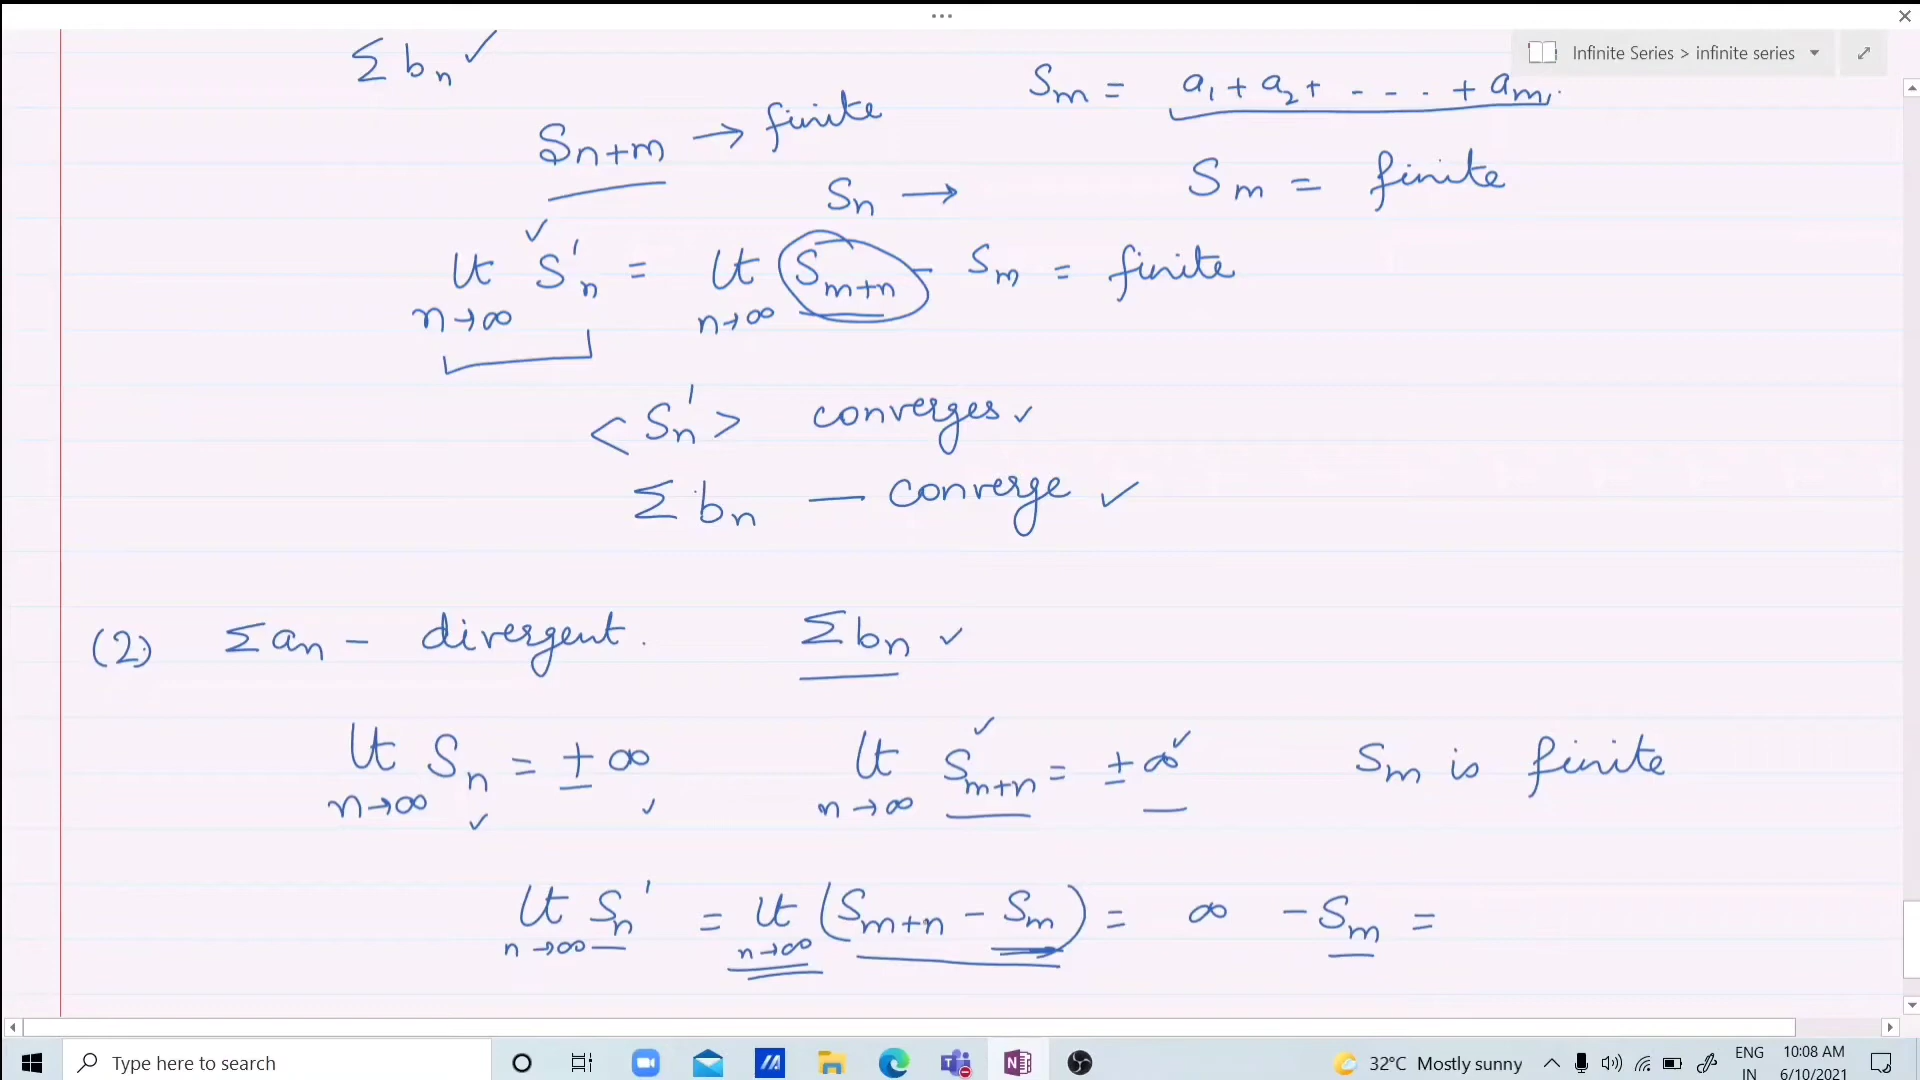 ...
Infinite Series > infinite series
Σ bₙ ✓
Sₘ = a₁ + a₂ + - - - . + aₘ.
Sₙ₊ₘ → finite
Sₙ →
Sₘ = finite
lt n→∞ S'ₙ = lt n→∞ Sₘ₊ₙ - Sₘ = finite
< Sₙ' > converges ✓
Σ bₙ — converge ✓
(2) Σ aₙ - divergent. Σ bₙ ✓
lt n→∞ Sₙ = ± ∞ lt n→∞ Sₘ₊ₙ = ± ∞ Sₘ is finite
lt n→∞ Sₙ' = lt n→∞ (Sₘ₊ₙ - Sₘ) = ∞ - Sₘ =
Type here to search
32°C Mostly sunny
ENG
IN
10:08 AM
6/10/2021